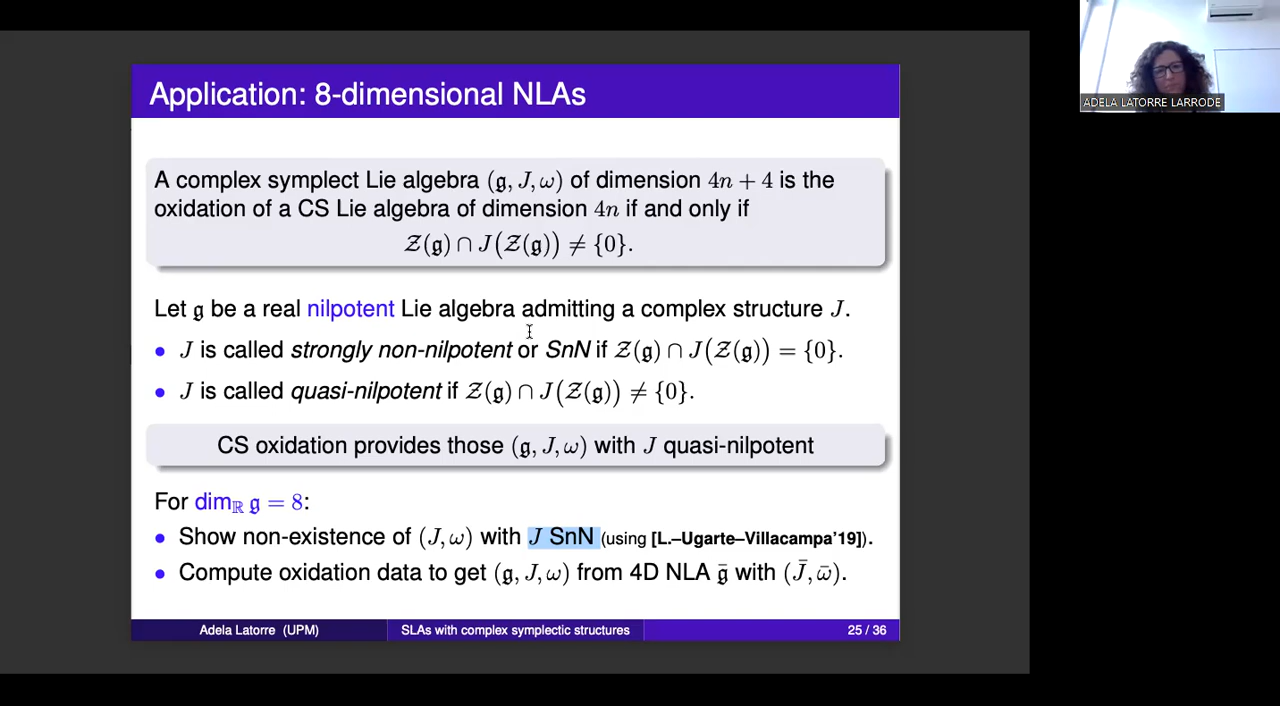 Application: 8-dimensional NLAs
A complex symplect Lie algebra (𝔤, J, ω) of dimension 4n + 4 is the
oxidation of a CS Lie algebra of dimension 4n if and only if
𝒵(𝔤) ∩ J(𝒵(𝔤)) ≠ {0}.
Let 𝔤 be a real nilpotent Lie algebra admitting a complex structure J.
• J is called strongly non-nilpotent or SnN if 𝒵(𝔤) ∩ J(𝒵(𝔤)) = {0}.
• J is called quasi-nilpotent if 𝒵(𝔤) ∩ J(𝒵(𝔤)) ≠ {0}.
CS oxidation provides those (𝔤, J, ω) with J quasi-nilpotent
For dim_ℝ 𝔤 = 8:
• Show non-existence of (J, ω) with J SnN (using [L.–Ugarte–Villacampa'19]).
• Compute oxidation data to get (𝔤, J, ω) from 4D NLA 𝔤̄ with (J̄, ω̄).
Adela Latorre (UPM) SLAs with complex symplectic structures 25 / 36
ADELA LATORRE LARRODE